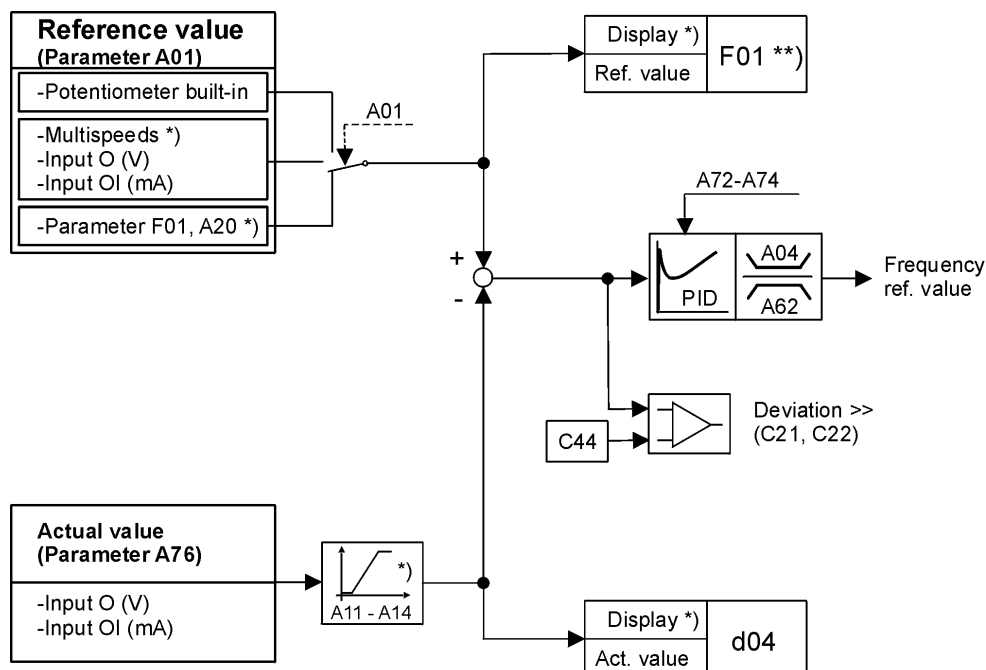 Reference value
(Parameter A01)
-Potentiometer built-in
-Multispeeds *)
-Input O (V)
-Input OI (mA)
-Parameter F01, A20 *)
A01
Display *)
Ref. value
F01 **)
A72-A74
+
-
PID
A04
A62
Frequency
ref. value
C44
Deviation >>
(C21, C22)
Actual value
(Parameter A76)
-Input O (V)
-Input OI (mA)
*)
A11 - A14
Display *)
Act. value
d04